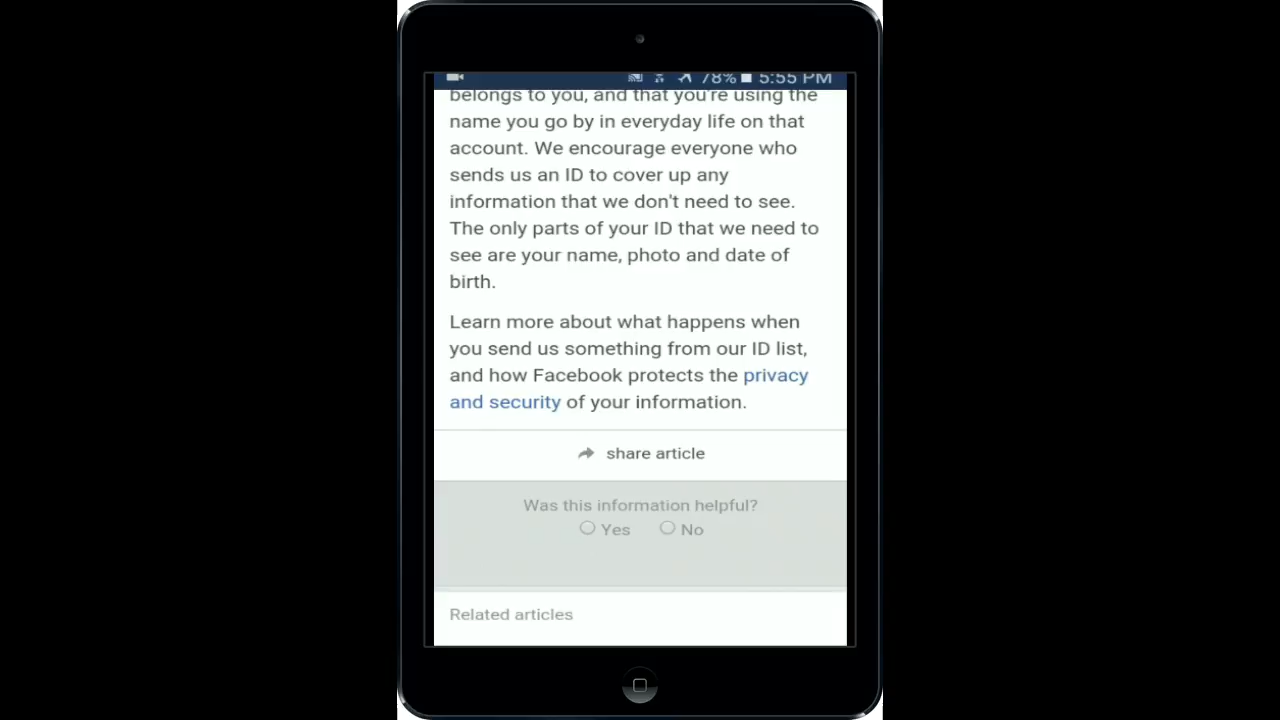 78% 5:55 PM
belongs to you, and that you're using the
name you go by in everyday life on that
account. We encourage everyone who
sends us an ID to cover up any
information that we don't need to see.
The only parts of your ID that we need to
see are your name, photo and date of
birth.
Learn more about what happens when
you send us something from our ID list,
and how Facebook protects the privacy
and security of your information.
share article
Was this information helpful?
Yes No
Related articles